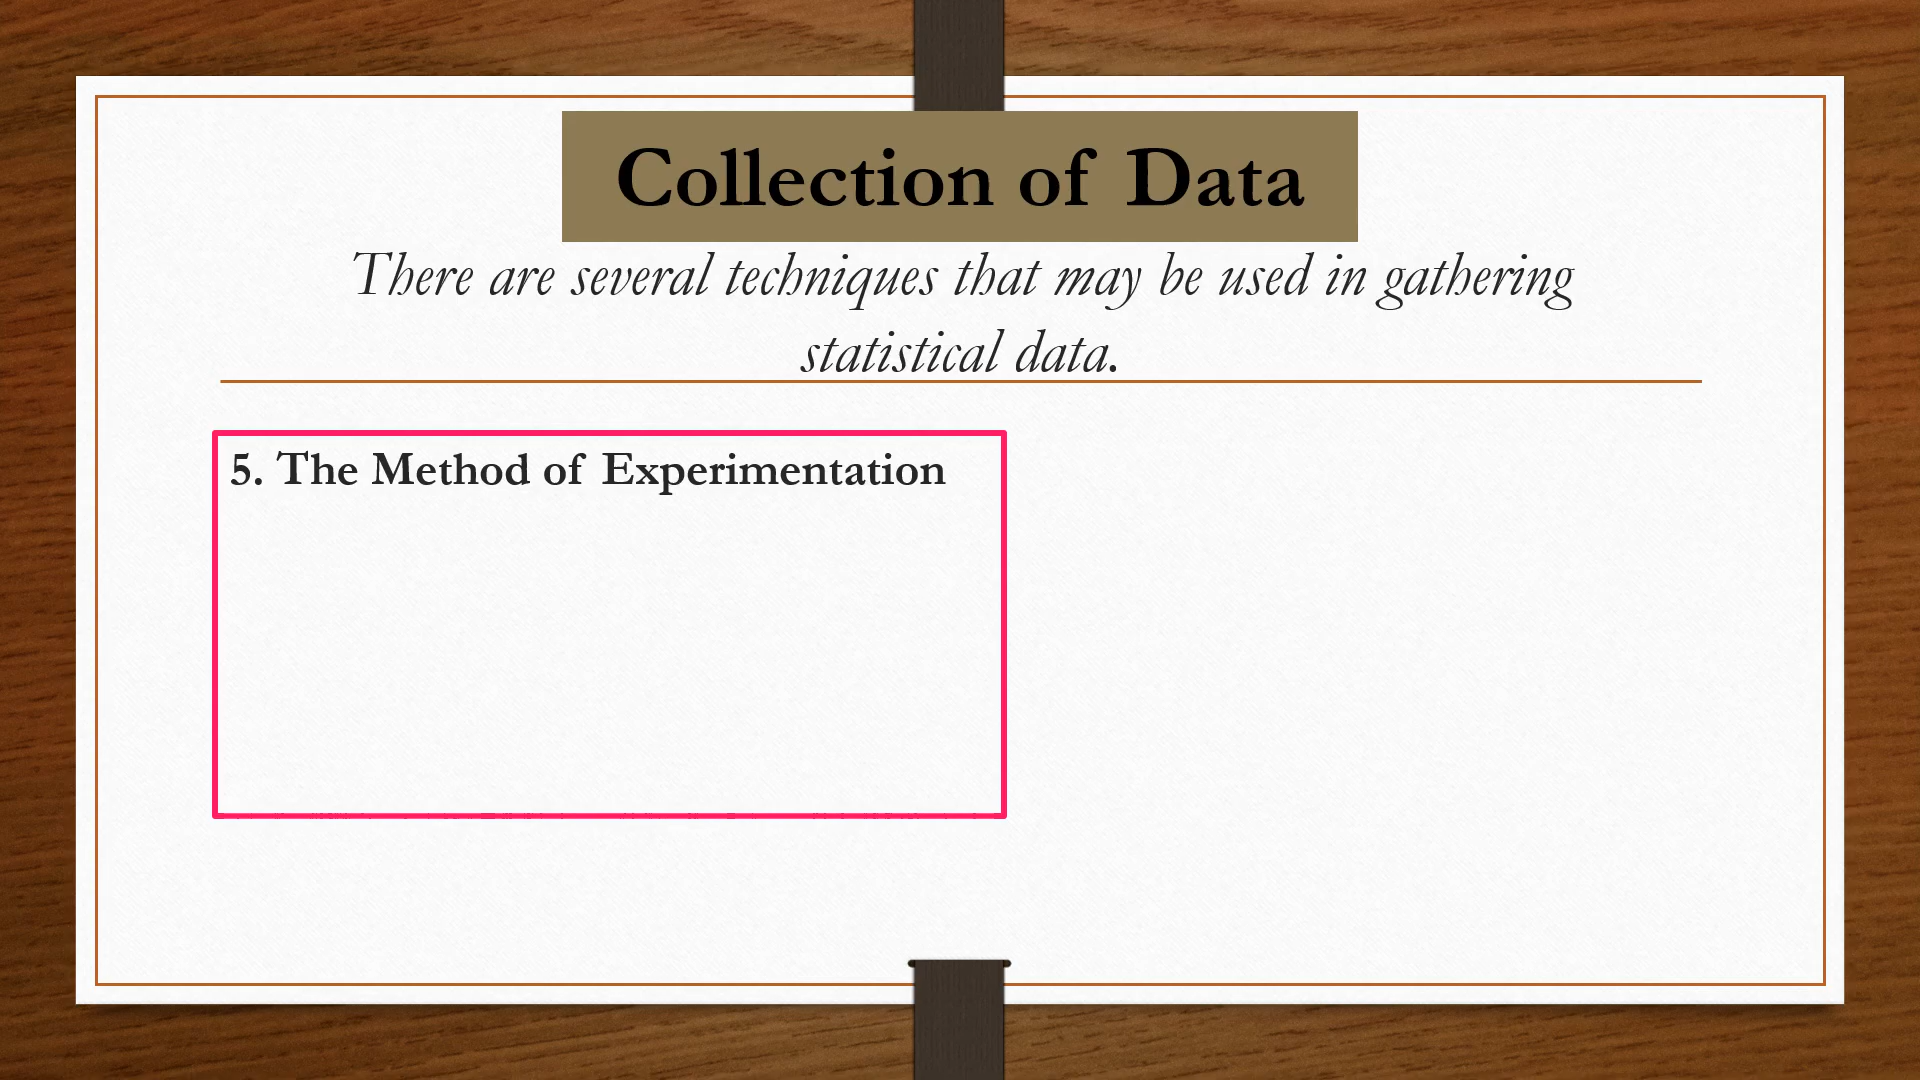 Collection of Data
There are several techniques that may be used in gathering
statistical data.
5. The Method of Experimentation